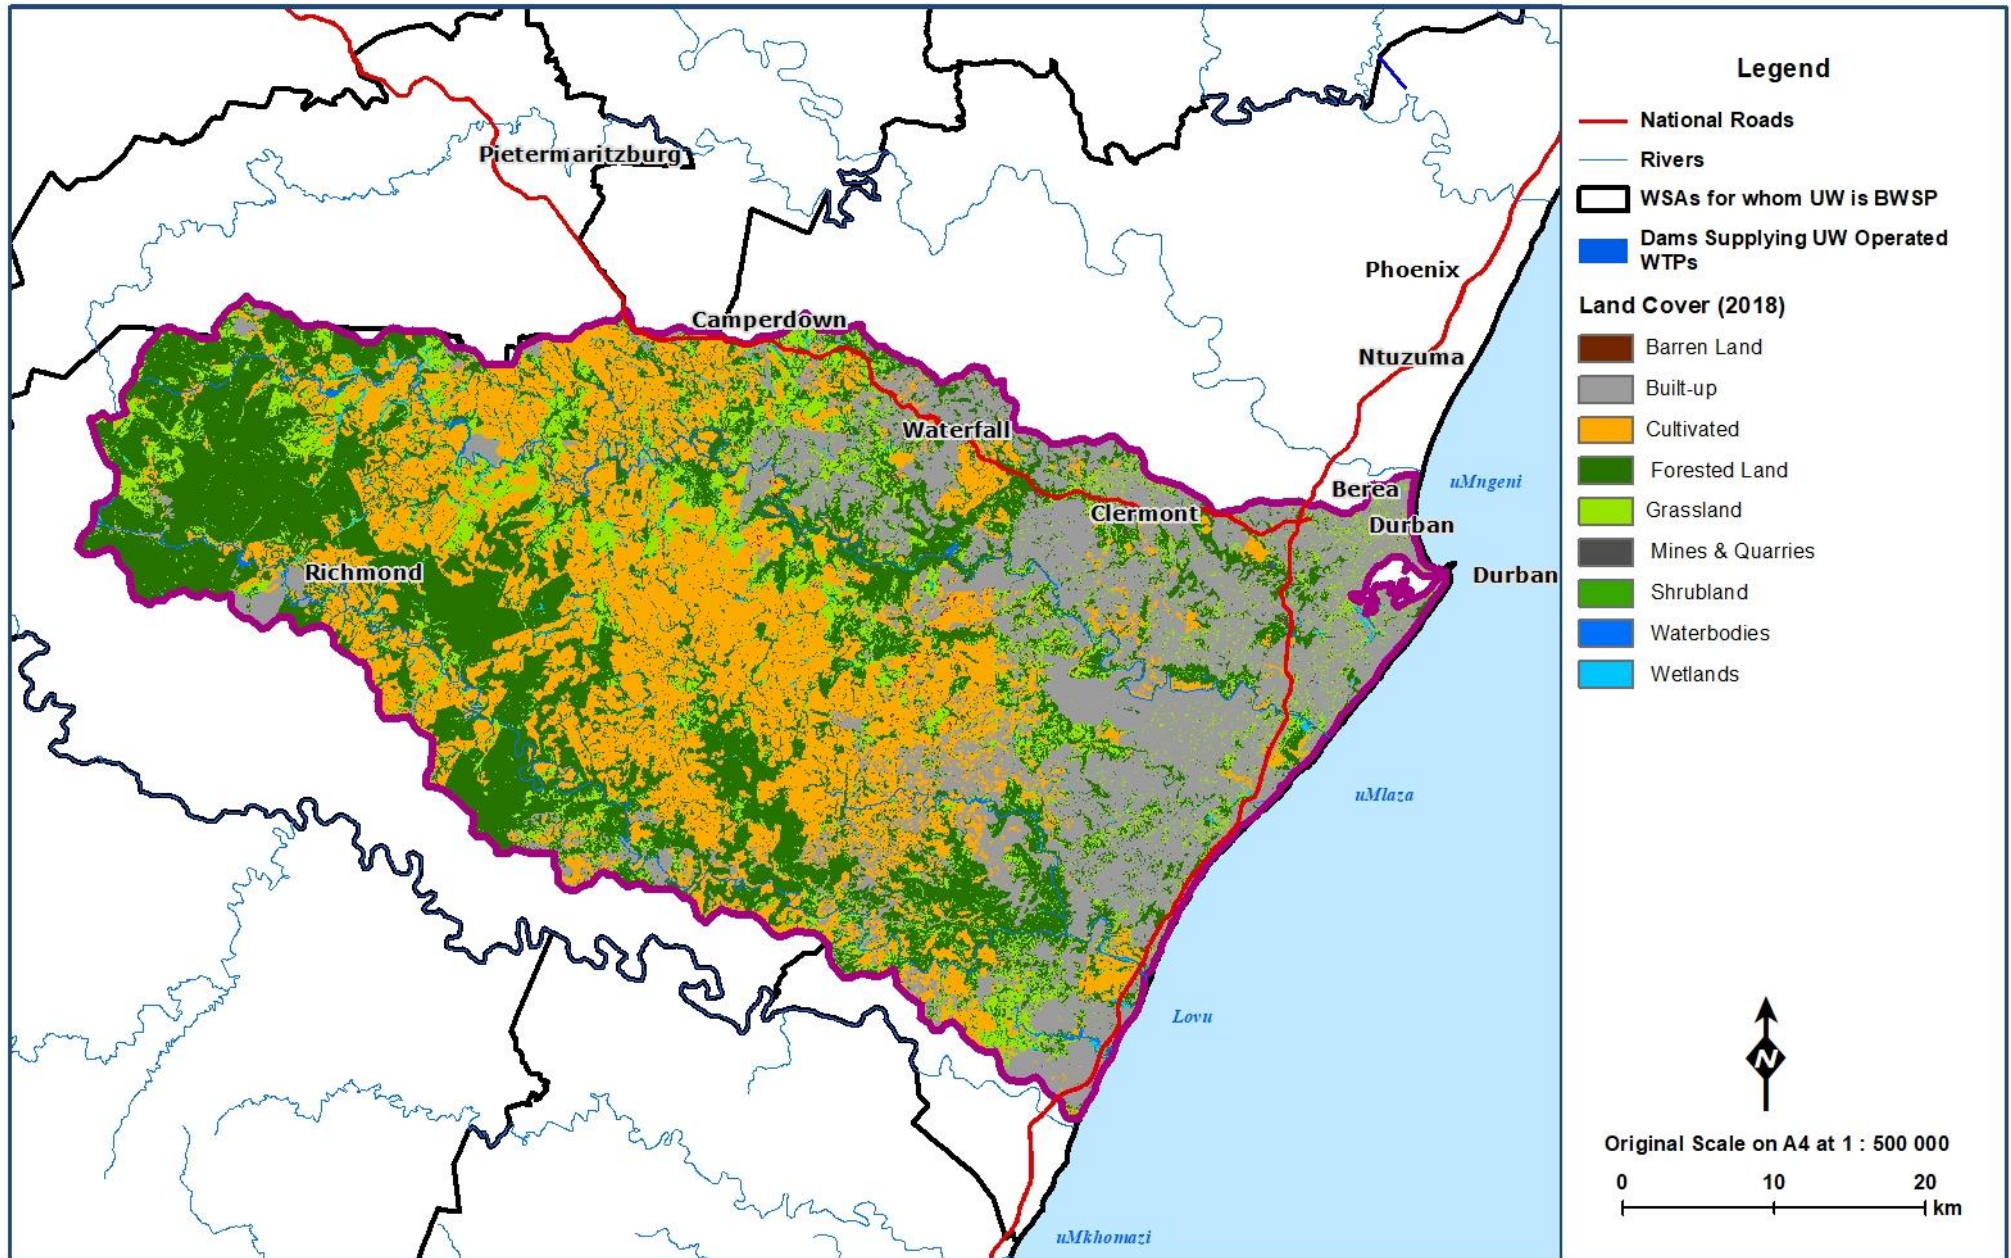 Pietermaritzburg
Phoenix
Camperdown
Ntuzuma
Waterfall
uMngeni
Berea
Clermont
Durban
Richmond
Durban
uMlaza
Lovu
uMkhomazi
Legend
National Roads
Rivers
WSAs for whom UW is BWSP
Dams Supplying UW Operated
WTPs
Land Cover (2018)
Barren Land
Built-up
Cultivated
Forested Land
Grassland
Mines & Quarries
Shrubland
Waterbodies
Wetlands
N
Original Scale on A4 at 1 : 500 000
0 10 20
km